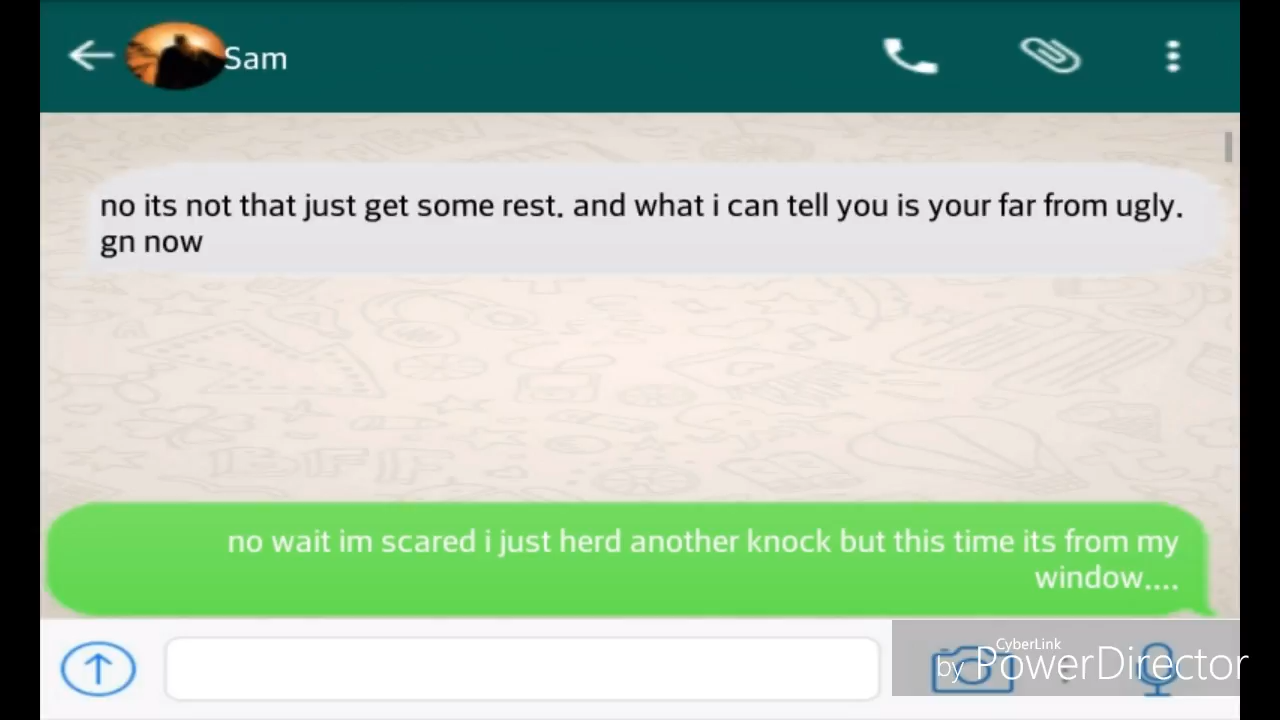 Sam
no its not that just get some rest. and what i can tell you is your far from ugly.
gn now
no wait im scared i just herd another knock but this time its from my
window....
CyberLink
by PowerDirector